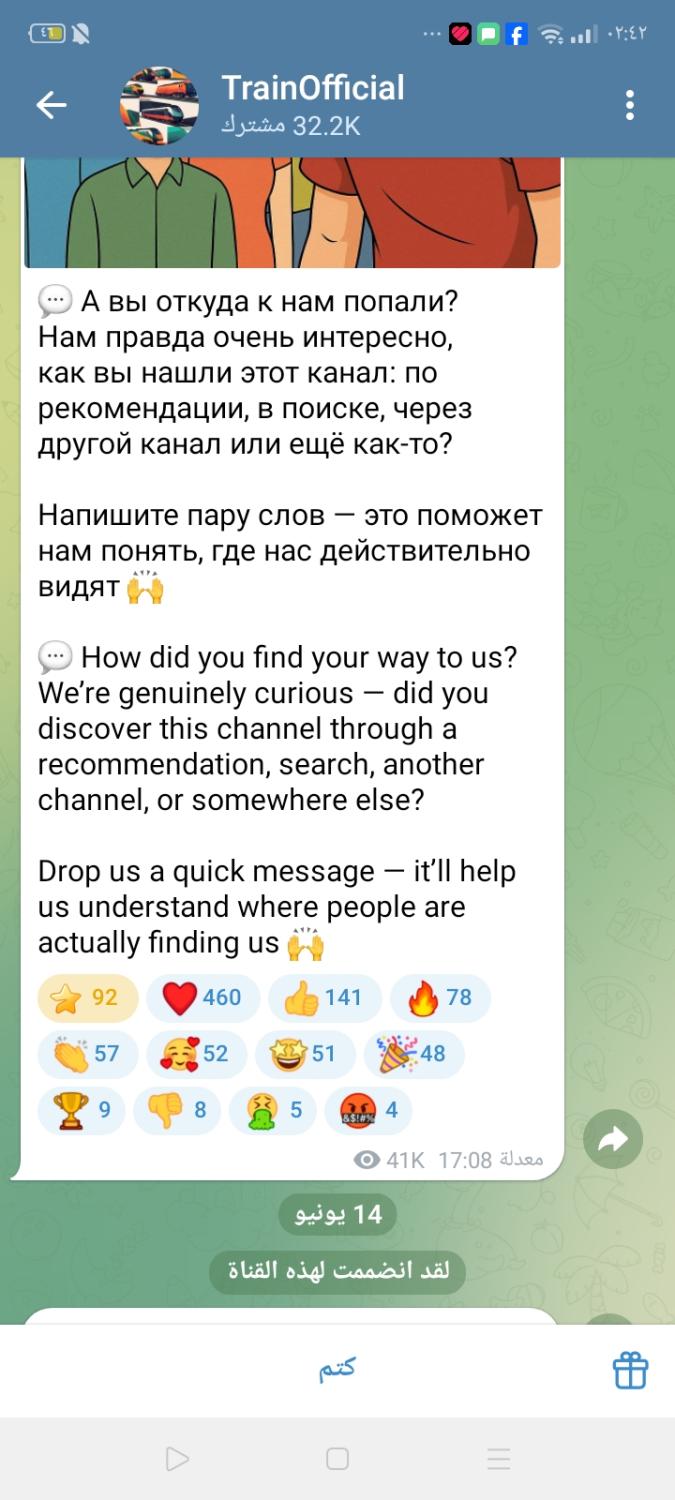 ٤١ ... ٠٢:٤٢
TrainOfficial
32.2K مشترك
💬 А вы откуда к нам попали?
Нам правда очень интересно,
как вы нашли этот канал: по
рекомендации, в поиске, через
другой канал или ещё как-то?
Напишите пару слов — это поможет
нам понять, где нас действительно
видят 🙌
💬 How did you find your way to us?
We’re genuinely curious — did you
discover this channel through a
recommendation, search, another
channel, or somewhere else?
Drop us a quick message — it’ll help
us understand where people are
actually finding us 🙌
⭐ 92 ❤️ 460 👍 141 🔥 78
👏 57 🥰 52 🤩 51 🎉 48
🏆 9 👎 8 🤮 5 🤬 4
41K 17:08 معدلة
14 يونيو
لقد انضممت لهذه القناة
كتم